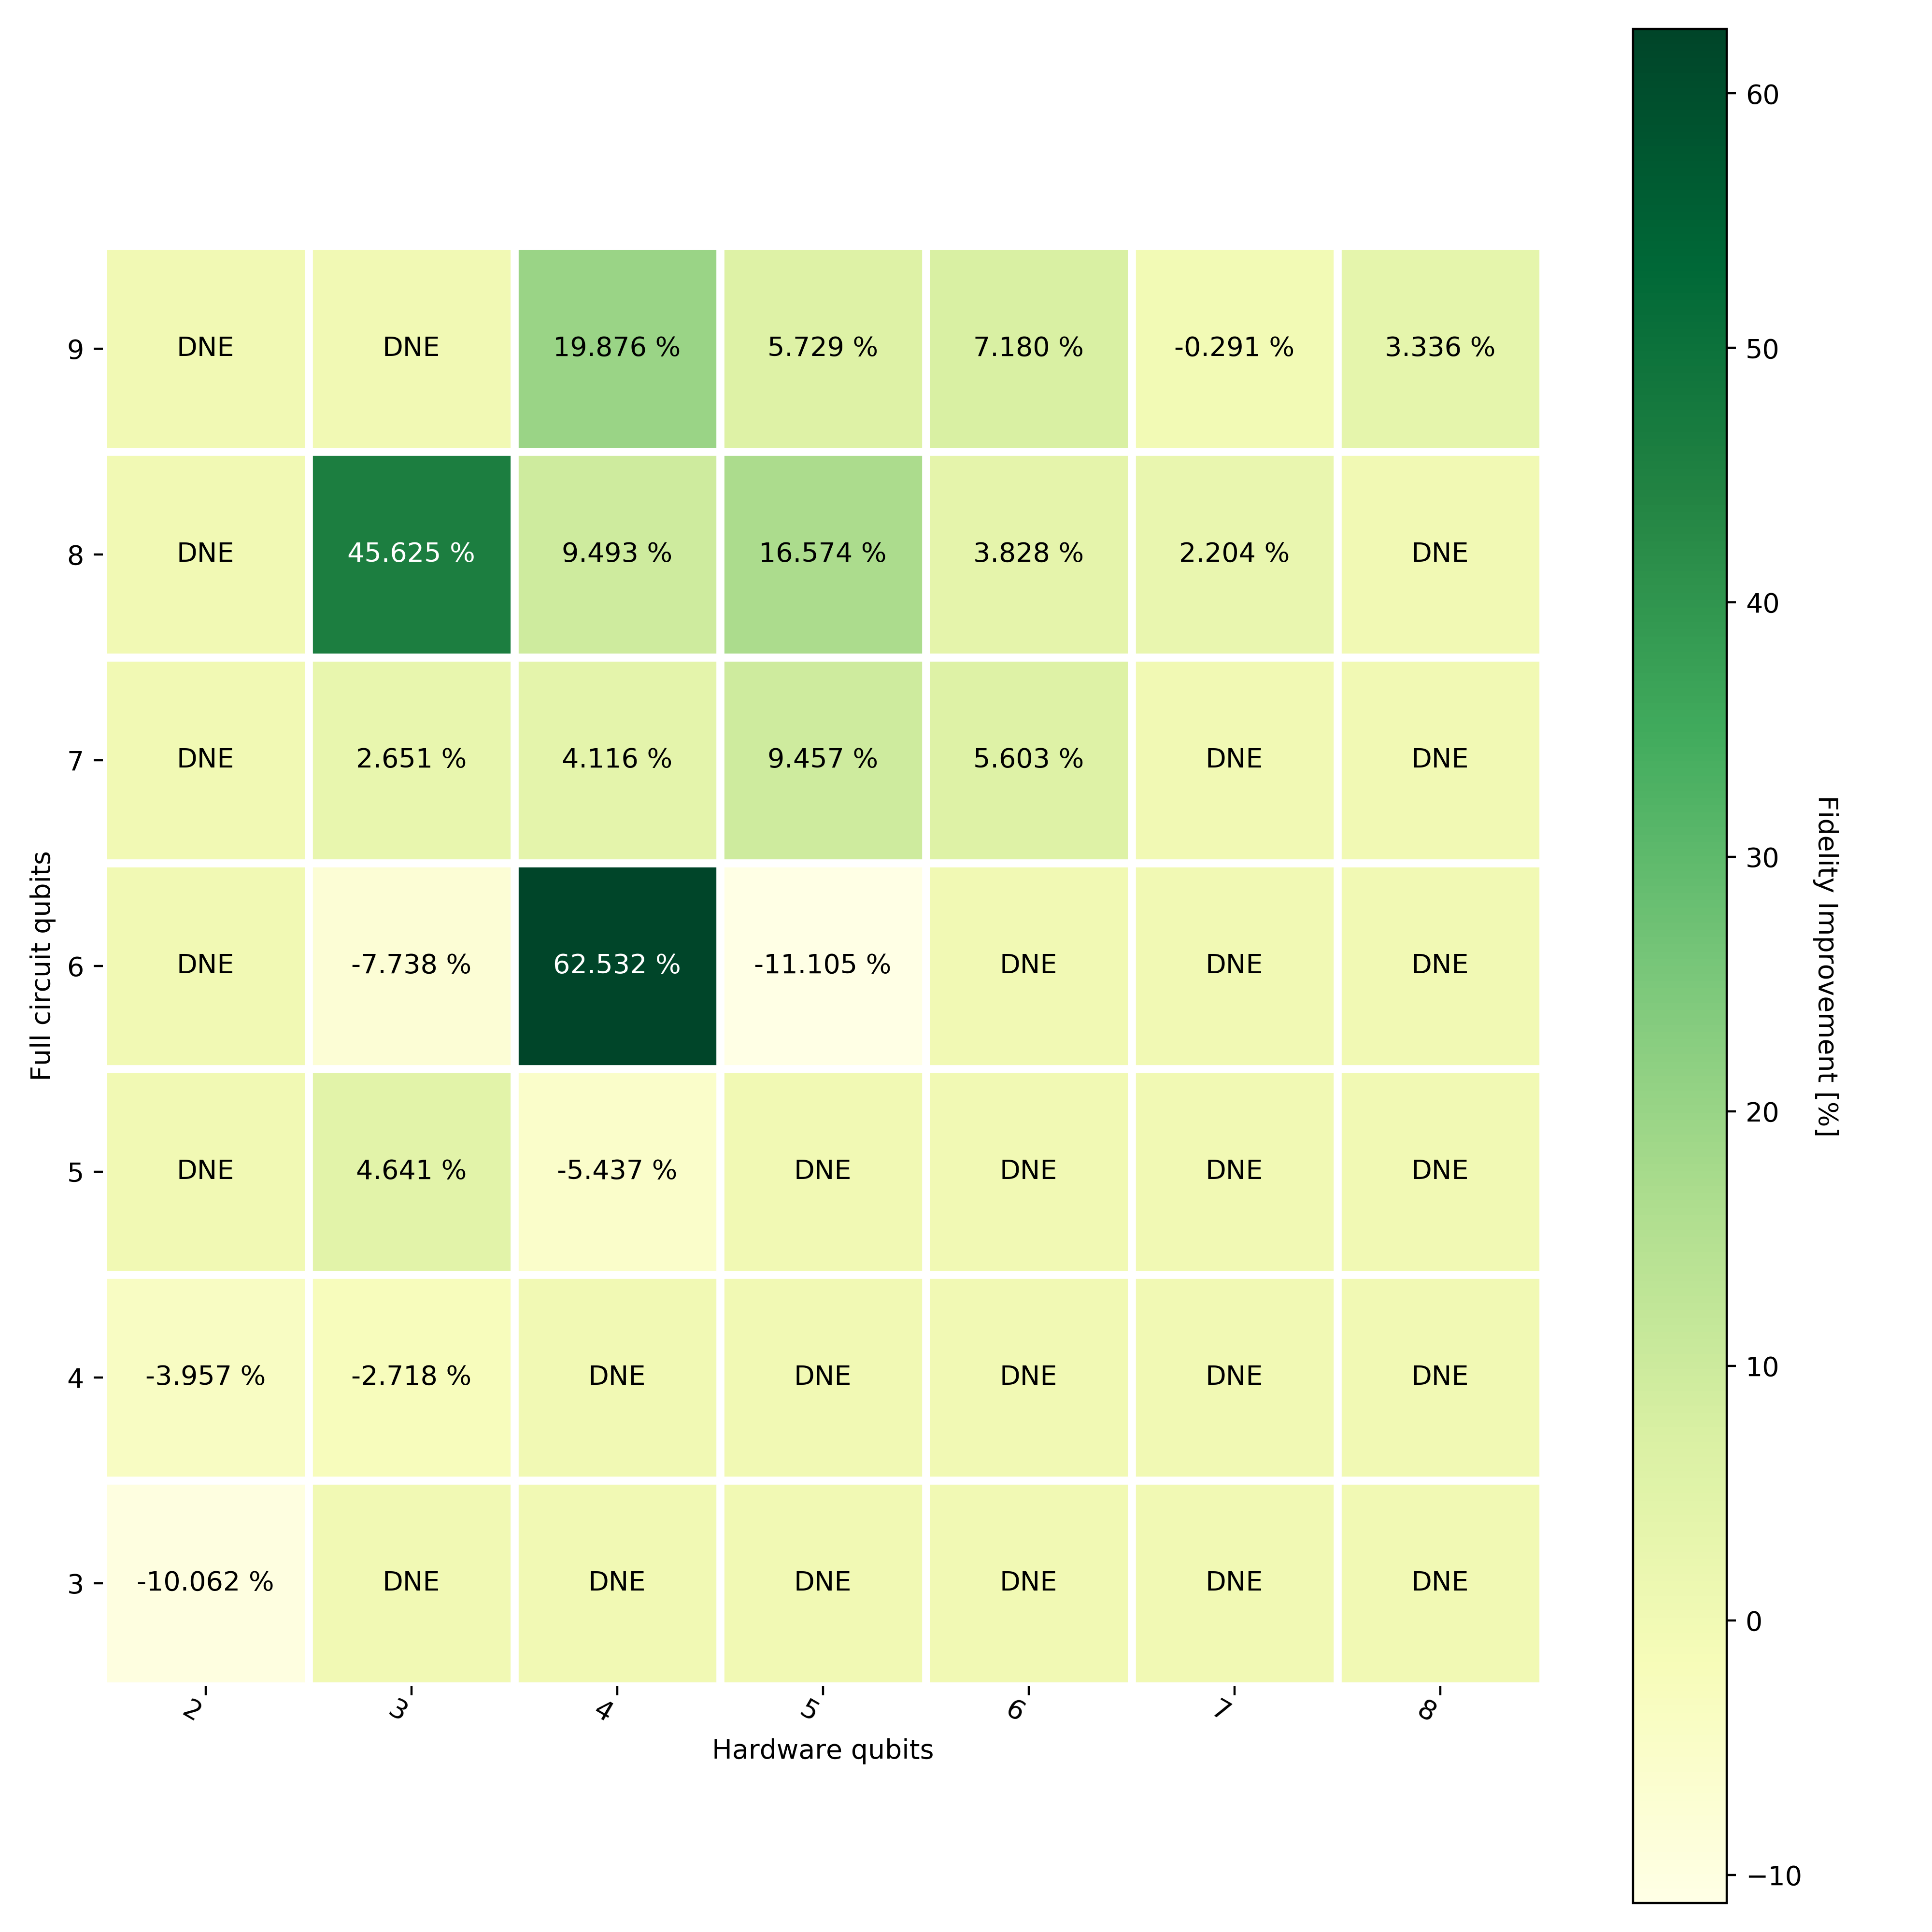 9 DNE DNE 19.876 % 5.729 % 7.180 % -0.291 % 3.336 %
8 DNE 45.625 % 9.493 % 16.574 % 3.828 % 2.204 % DNE
7 DNE 2.651 % 4.116 % 9.457 % 5.603 % DNE DNE
6 DNE -7.738 % 62.532 % -11.105 % DNE DNE DNE
5 DNE 4.641 % -5.437 % DNE DNE DNE DNE
4 -3.957 % -2.718 % DNE DNE DNE DNE DNE
3 -10.062 % DNE DNE DNE DNE DNE DNE
2 3 4 5 6 7 8
Hardware qubits
Full circuit qubits
60
50
40
30
20
10
0
−10
Fidelity Improvement [%]